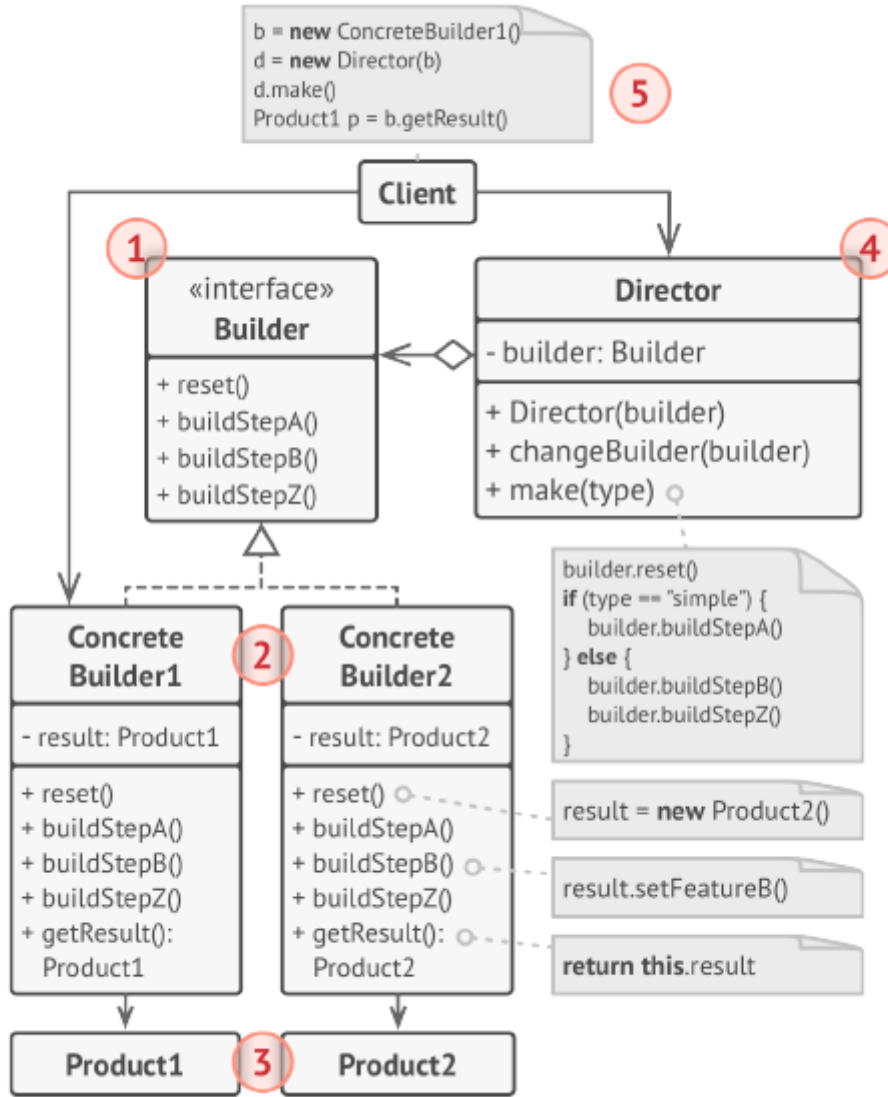 b = new ConcreteBuilder1()
d = new Director(b)
d.make()
Product1 p = b.getResult()
5
Client
1
«interface»
Builder
+ reset()
+ buildStepA()
+ buildStepB()
+ buildStepZ()
4
Director
- builder: Builder
+ Director(builder)
+ changeBuilder(builder)
+ make(type)
builder.reset()
if (type == "simple") {
builder.buildStepA()
} else {
builder.buildStepB()
builder.buildStepZ()
}
Concrete
Builder1
- result: Product1
+ reset()
+ buildStepA()
+ buildStepB()
+ buildStepZ()
+ getResult():
Product1
2
Concrete
Builder2
- result: Product2
+ reset()
+ buildStepA()
+ buildStepB()
+ buildStepZ()
+ getResult():
Product2
result = new Product2()
result.setFeatureB()
return this.result
Product1
3
Product2